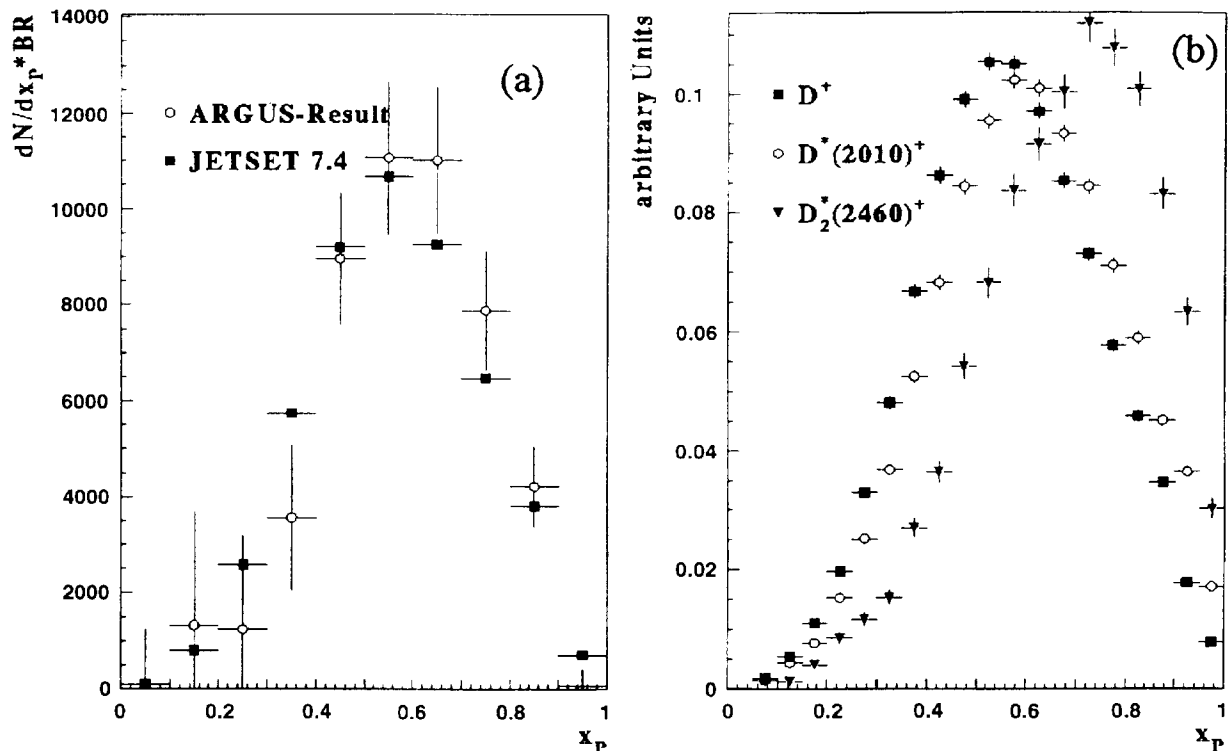 dN/dx_p*BR
14000
12000
10000
8000
6000
4000
2000
0
(a)
ARGUS-Result
JETSET 7.4
0 0.2 0.4 0.6 0.8 1
x_p
arbitrary Units
0.1
0.08
0.06
0.04
0.02
0
(b)
D⁺
D*(2010)⁺
D₂*(2460)⁺
0 0.2 0.4 0.6 0.8 1
x_p